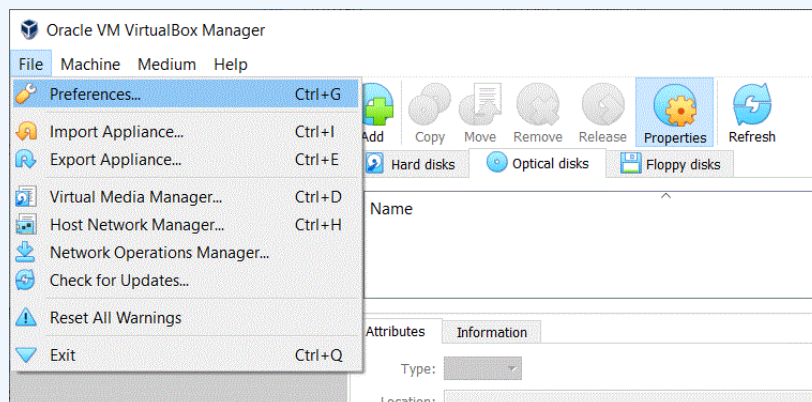 Oracle VM VirtualBox Manager
File Machine Medium Help
Preferences... Ctrl+G
Import Appliance... Ctrl+I
Export Appliance... Ctrl+E
Virtual Media Manager... Ctrl+D
Host Network Manager... Ctrl+H
Network Operations Manager...
Check for Updates...
Reset All Warnings
Exit Ctrl+Q
Add Copy Move Remove Release Properties Refresh
Hard disks Optical disks Floppy disks
Name
Attributes Information
Type:
Location: